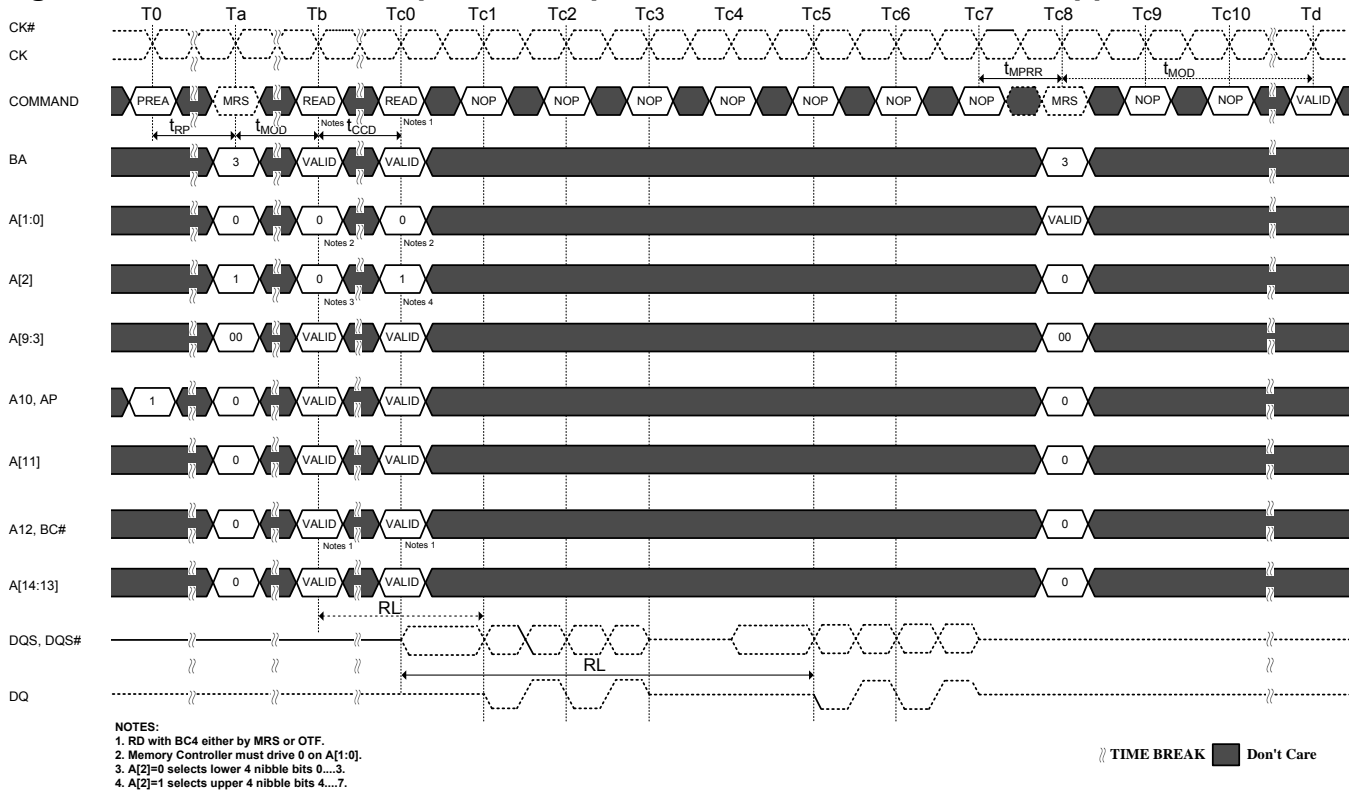 T0 Ta Tb Tc0 Tc1 Tc2 Tc3 Tc4 Tc5 Tc6 Tc7 Tc8 Tc9 Tc10 Td
CK#
CK
tMPRR tMOD
COMMAND PREA MRS READ READ NOP NOP NOP NOP NOP NOP NOP MRS NOP NOP VALID
Notes 1 Notes 1
tRP tMOD tCCD
BA 3 VALID VALID 3
A[1:0] 0 0 0 VALID
Notes 2 Notes 2
A[2] 1 0 1 0
Notes 3 Notes 4
A[9:3] 00 VALID VALID 00
A10, AP 1 0 VALID VALID 0
A[11] 0 VALID VALID 0
A12, BC# 0 VALID VALID 0
Notes 1 Notes 1
A[14:13] 0 VALID VALID 0
RL
DQS, DQS#
RL
DQ
NOTES:
1. RD with BC4 either by MRS or OTF.
2. Memory Controller must drive 0 on A[1:0].
3. A[2]=0 selects lower 4 nibble bits 0....3.
4. A[2]=1 selects upper 4 nibble bits 4....7.
TIME BREAK Don't Care